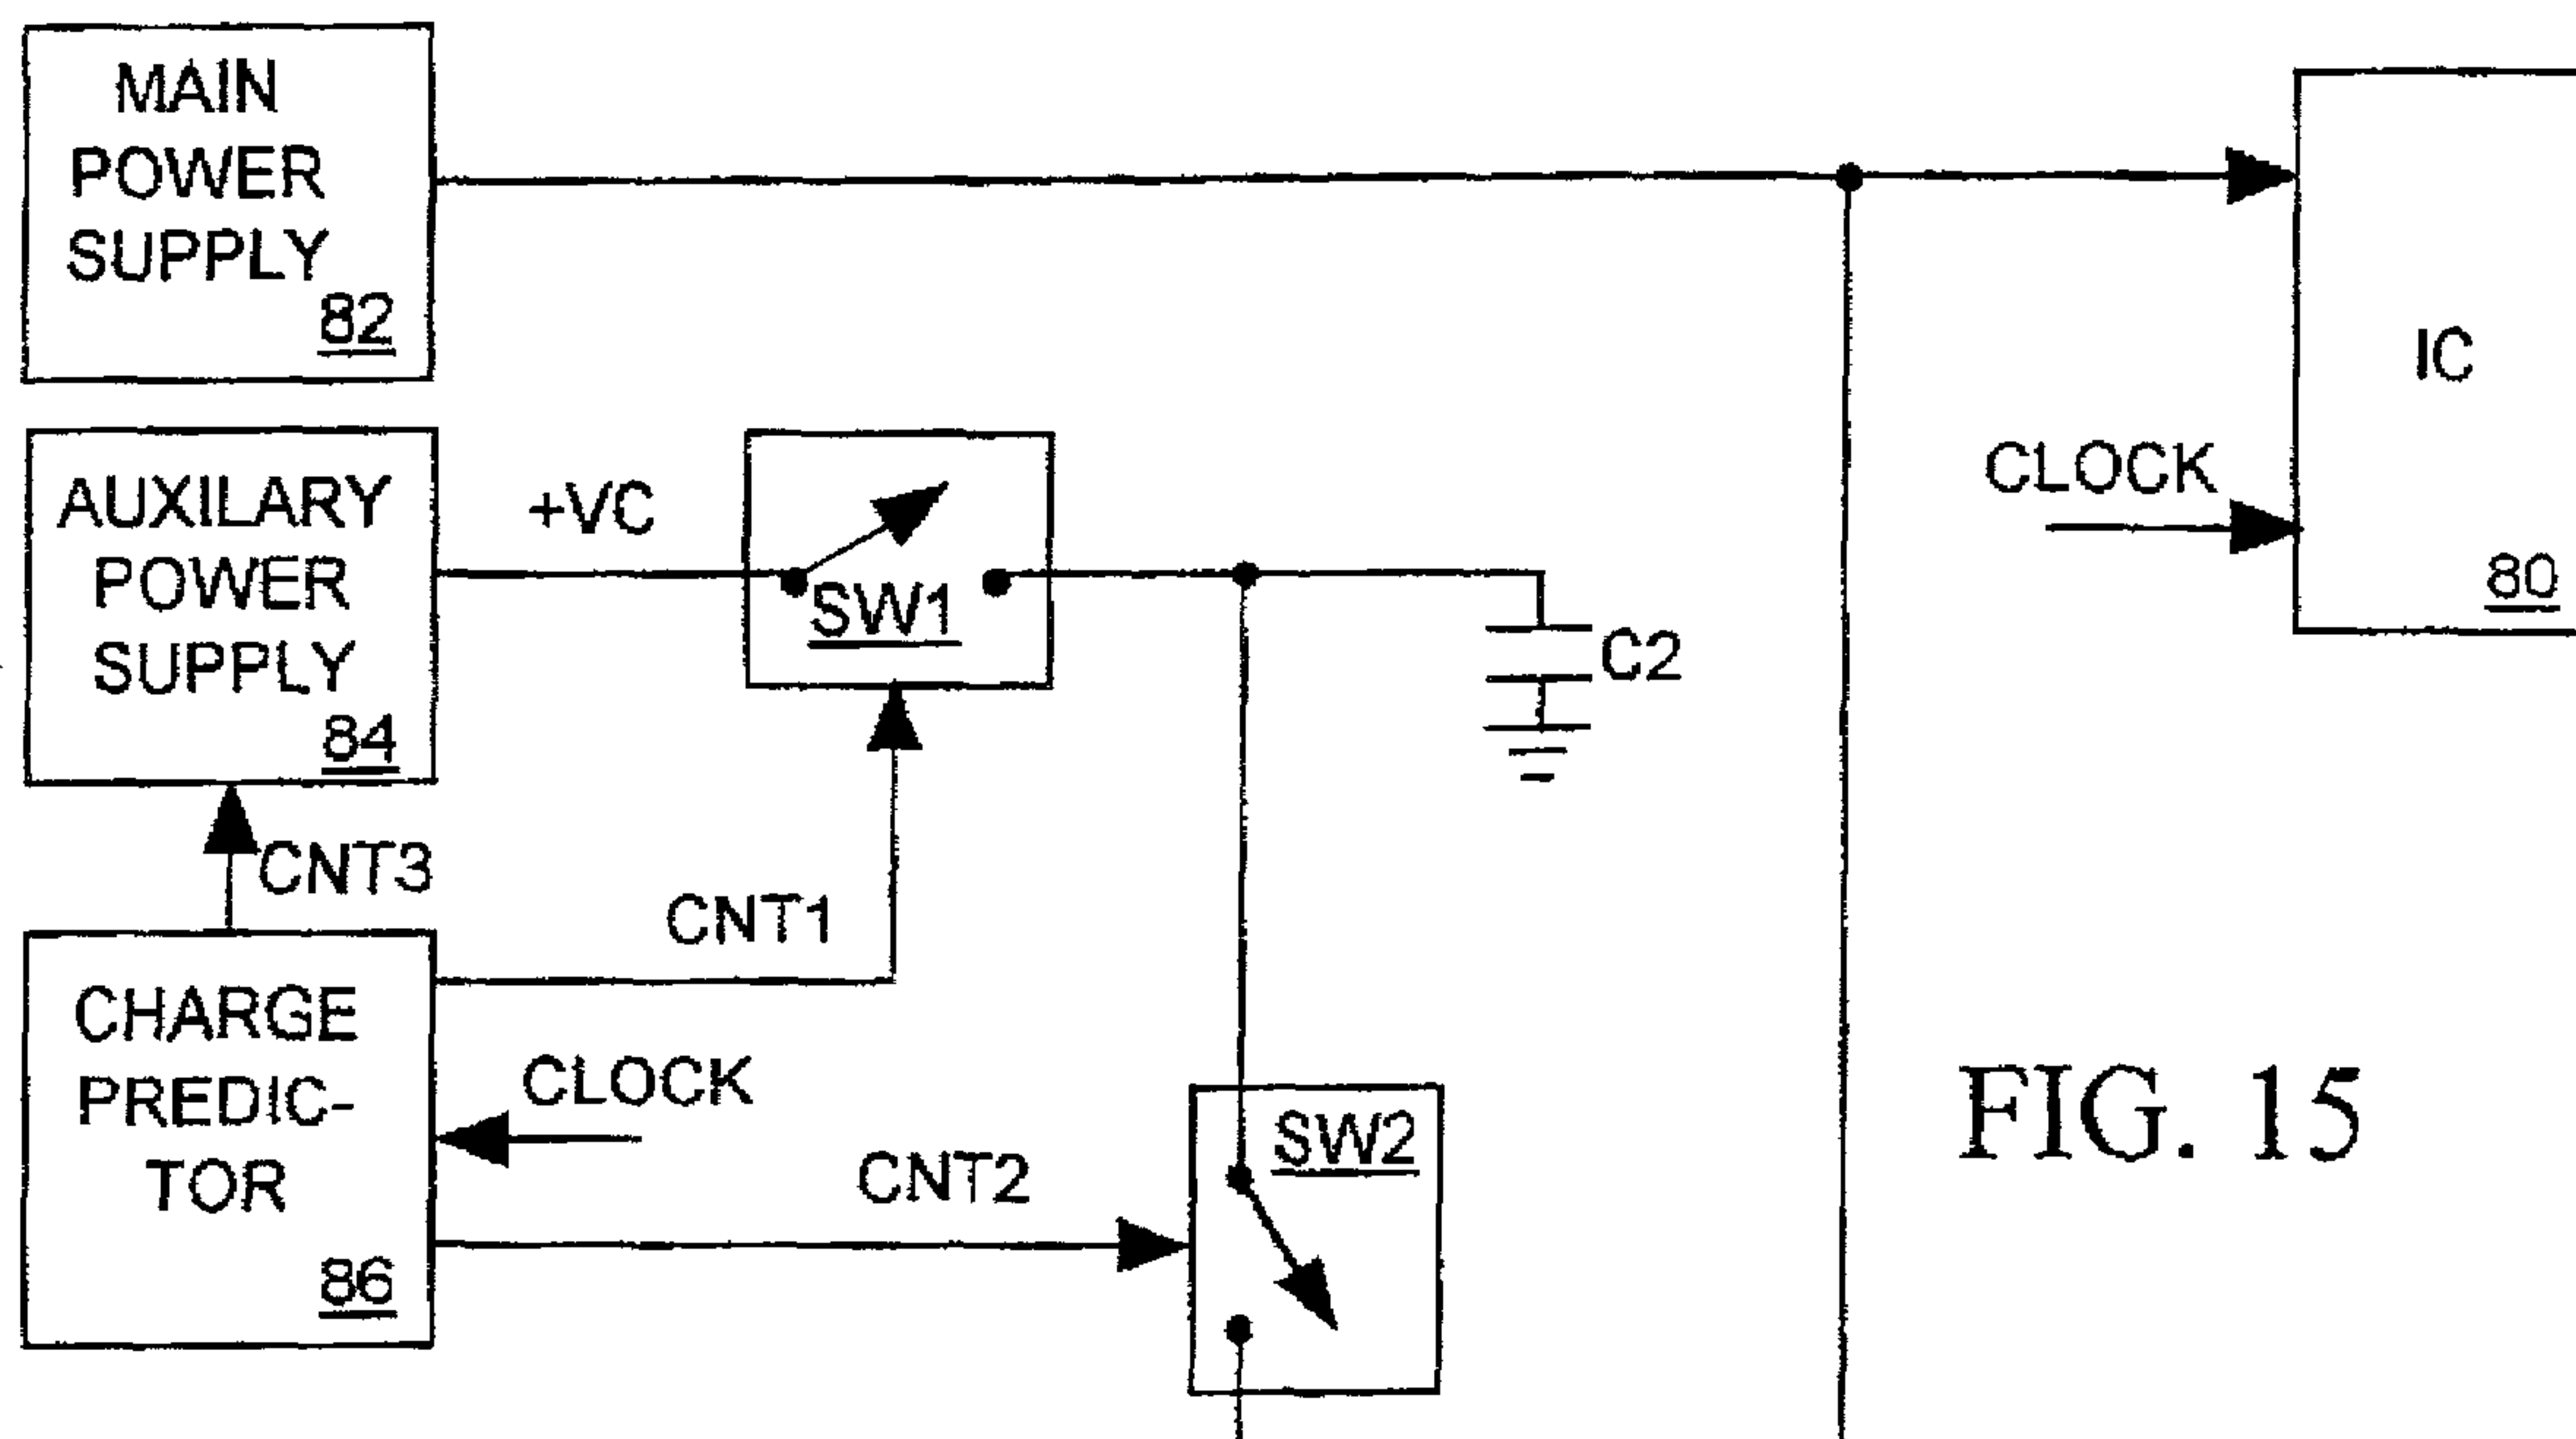 MAIN
POWER
SUPPLY
82
IC
80
CLOCK
AUXILARY
POWER
SUPPLY
84
+VC
SW1
C2
CNT3
CNT1
CHARGE
PREDIC-
TOR
86
CLOCK
CNT2
SW2
FIG. 15